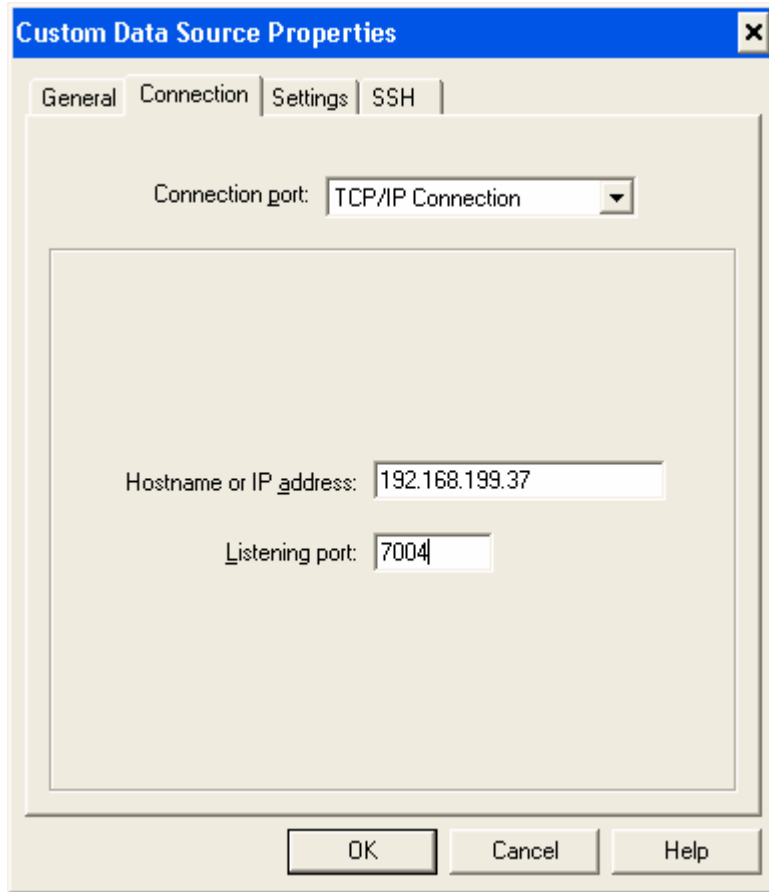 Custom Data Source Properties
General Connection Settings SSH
Connection port: TCP/IP Connection
Hostname or IP address: 192.168.199.37
Listening port: 7004
OK Cancel Help